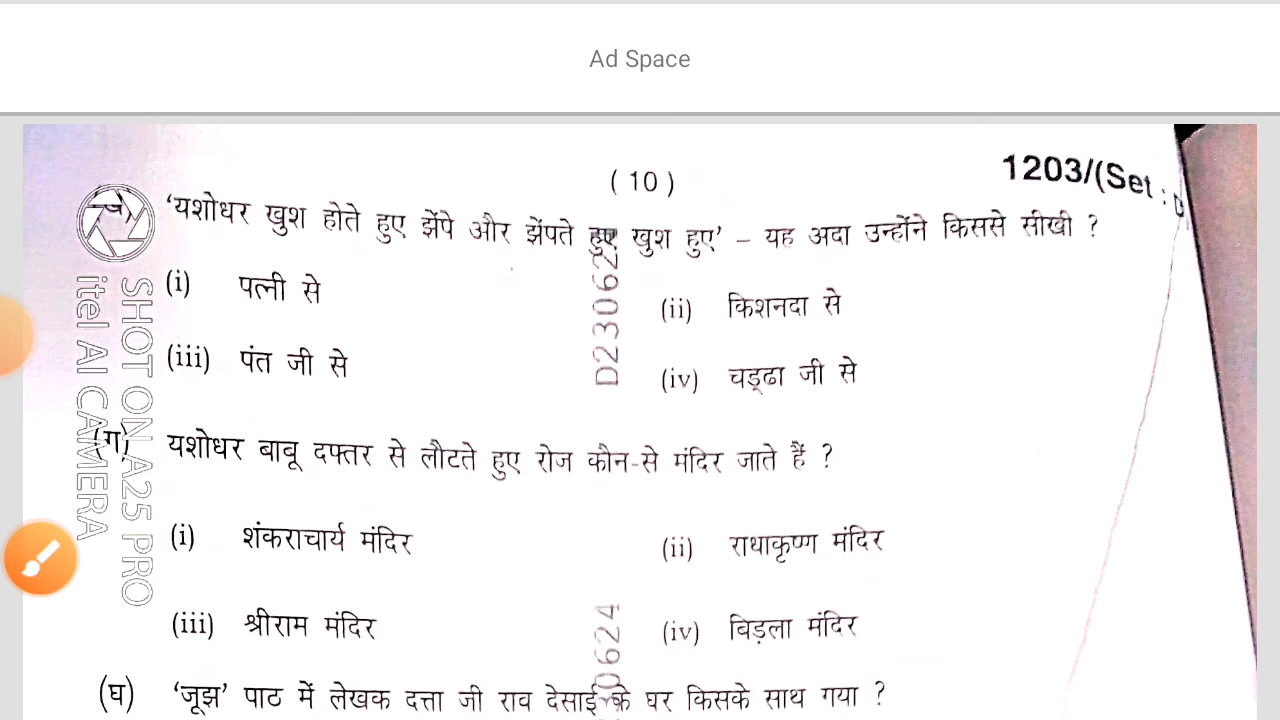 Ad Space
( 10 )
1203/(Set :
(ख) 'यशोधर खुश होते हुए झेंपे और झेंपते हुए खुश हुए' – यह अदा उन्होंने किससे सीखी ?
(i) पत्नी से
(ii) किशनदा से
(iii) पंत जी से
(iv) चड्ढा जी से
(ग) यशोधर बाबू दफ्तर से लौटते हुए रोज कौन-से मंदिर जाते हैं ?
(i) शंकराचार्य मंदिर
(ii) राधाकृष्ण मंदिर
(iii) श्रीराम मंदिर
(iv) विड़ला मंदिर
(घ) 'जूझ' पाठ में लेखक दत्ता जी राव देसाई के घर किसके साथ गया ?
SHOT ON A25 PRO
itel AI CAMERA
D23062
0624